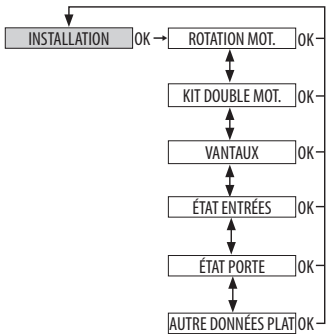 INSTALLATION OK ROTATION MOT. OK
KIT DOUBLE MOT. OK
VANTAUX OK
ÉTAT ENTRÉES OK
ÉTAT PORTE OK
AUTRE DONNÉES PLAT OK